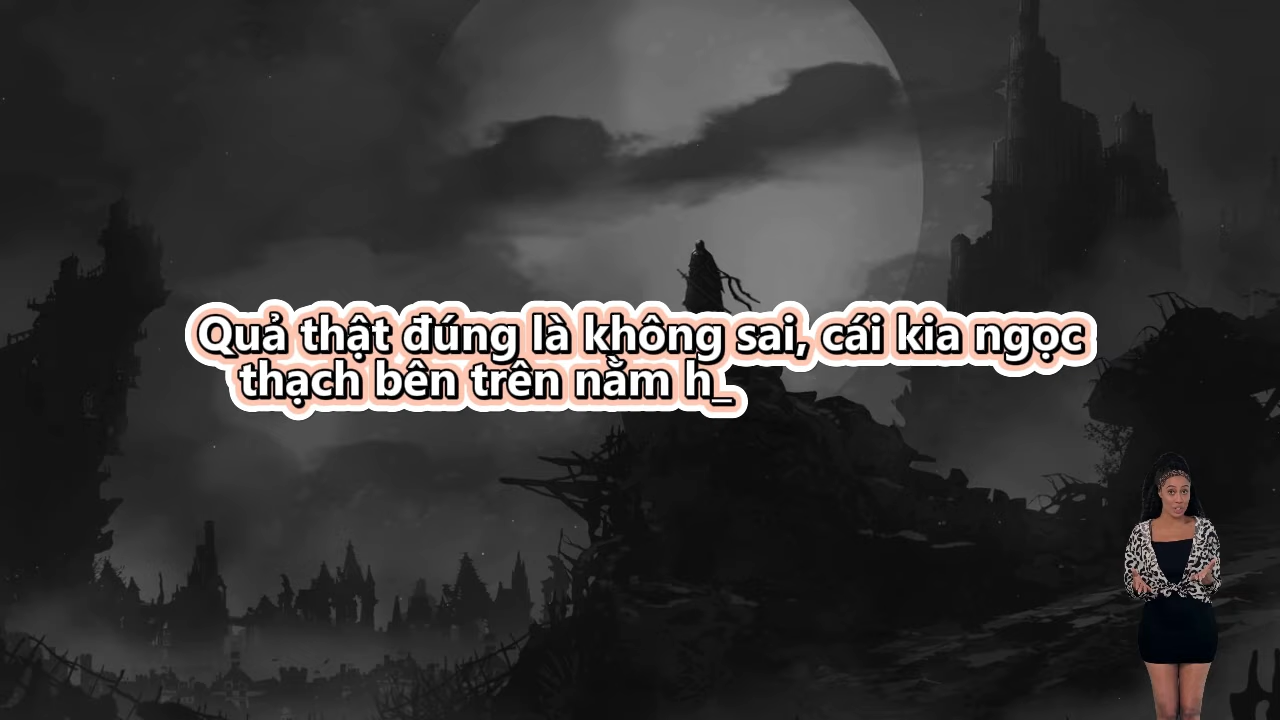 Quả thật đúng là không sai, cái kia ngọc
thạch bên trên nằm h_